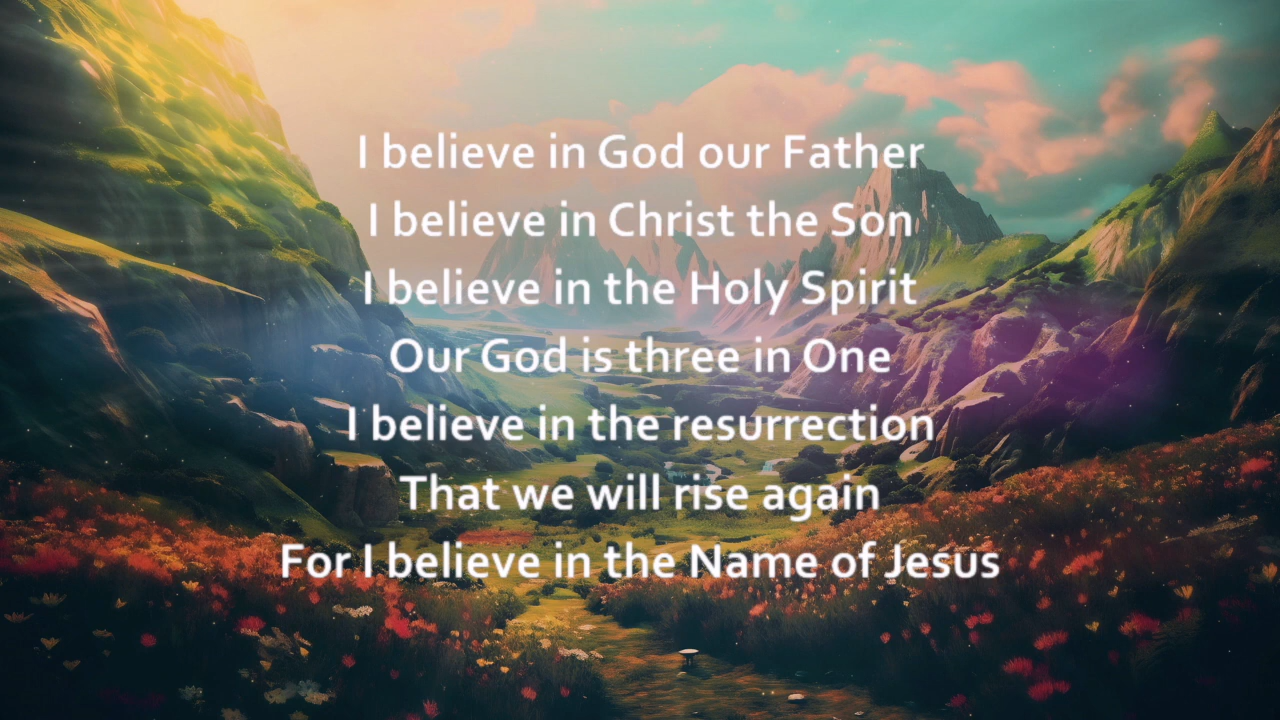 I believe in God our Father
I believe in Christ the Son
I believe in the Holy Spirit
Our God is three in One
I believe in the resurrection
That we will rise again
For I believe in the Name of Jesus